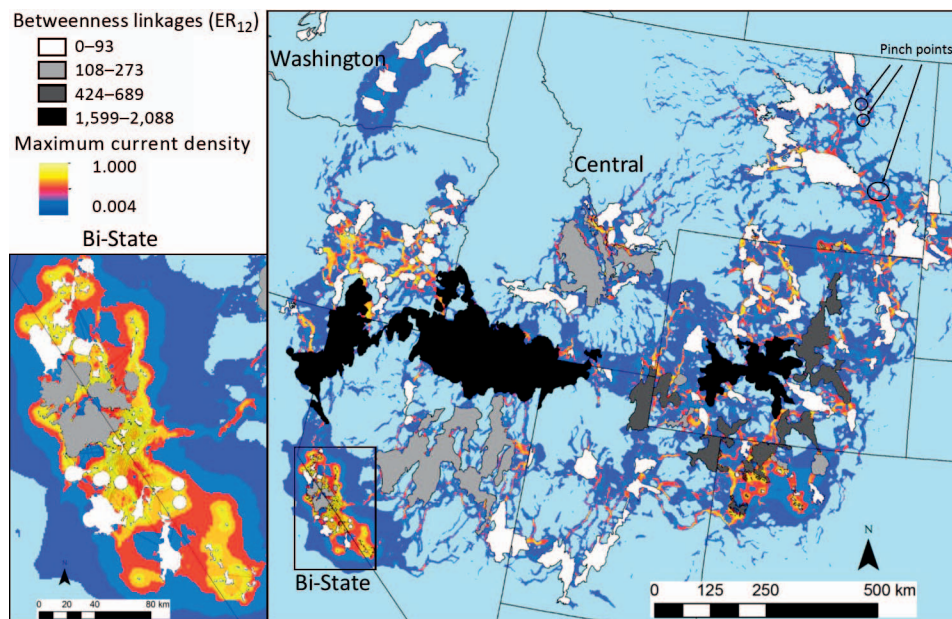 Betweenness linkages (ER12)
0–93
108–273
424–689
1,599–2,088
Maximum current density
1.000
0.004
Bi-State
N
0 20 40 80 km
Washington
Pinch points
Central
Bi-State
N
0 125 250 500 km